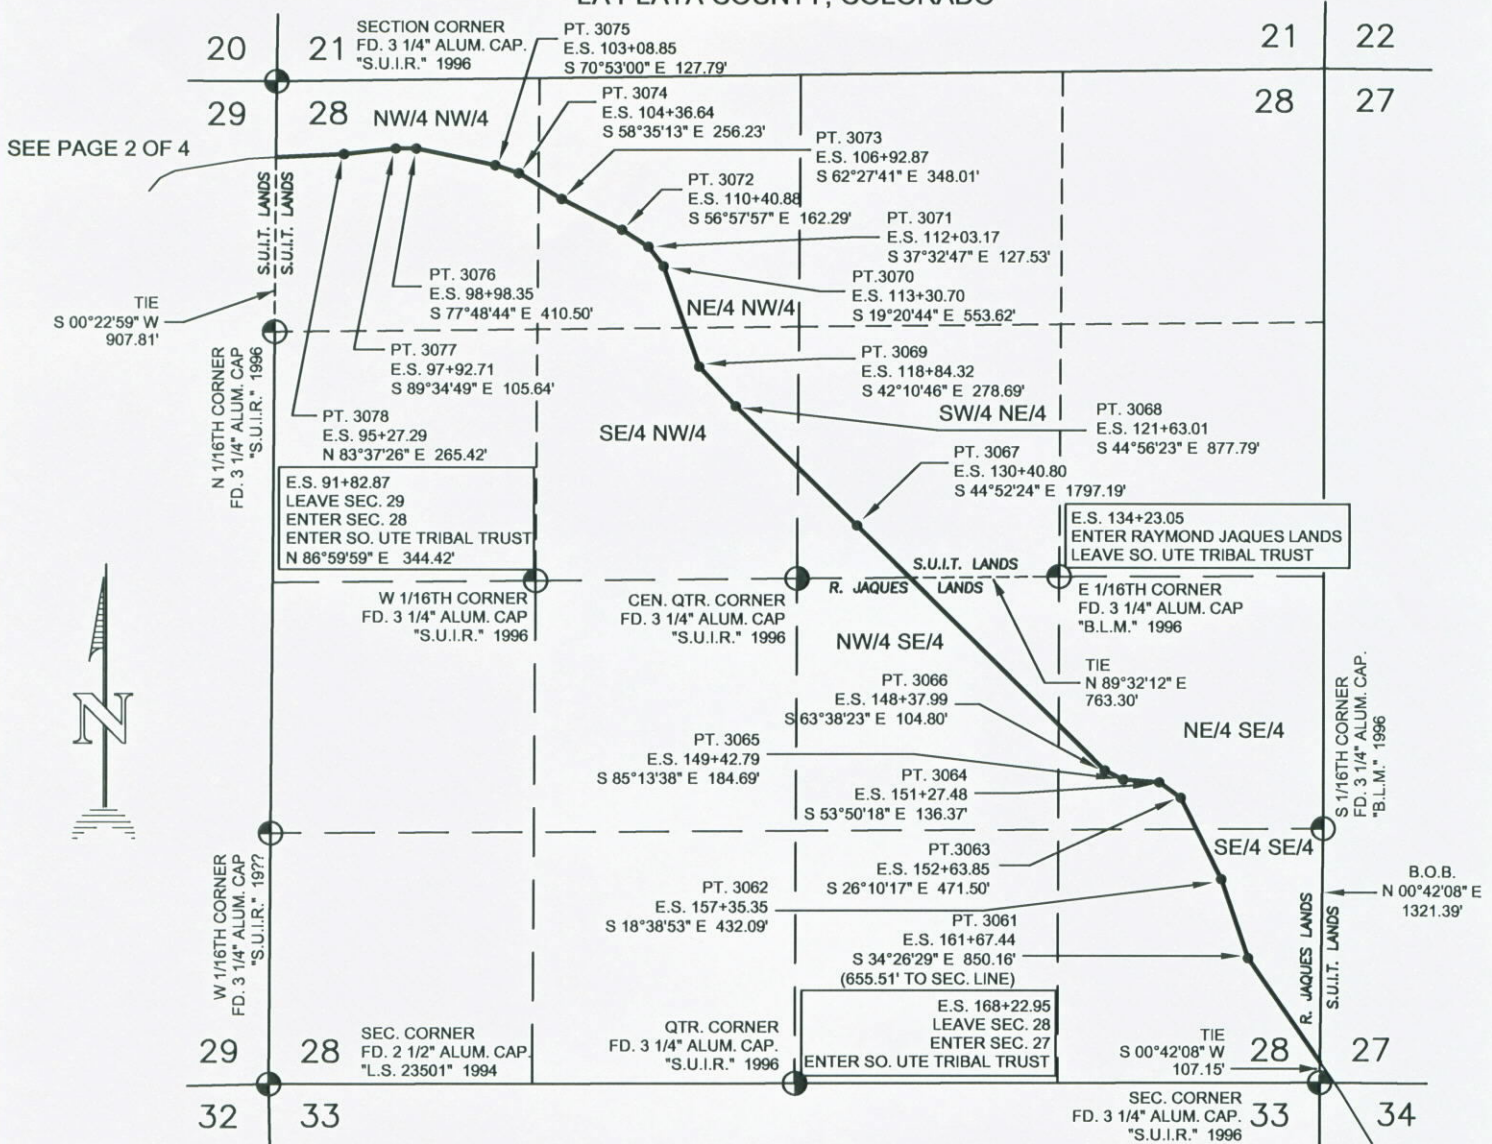 LA PLATA COUNTY, COLORADO
20
21
SECTION CORNER
FD. 3 1/4" ALUM. CAP.
"S.U.I.R." 1996
PT. 3075
E.S. 103+08.85
S 70°53'00" E 127.79'
21
22
29
28
NW/4 NW/4
PT. 3074
E.S. 104+36.64
S 58°35'13" E 256.23'
28
27
SEE PAGE 2 OF 4
PT. 3073
E.S. 106+92.87
S 62°27'41" E 348.01'
PT. 3072
E.S. 110+40.88
S 56°57'57" E 162.29'
S.U.I.T. LANDS
S.U.I.T. LANDS
PT. 3071
E.S. 112+03.17
S 37°32'47" E 127.53'
PT. 3076
E.S. 98+98.35
S 77°48'44" E 410.50'
PT.3070
E.S. 113+30.70
S 19°20'44" E 553.62'
NE/4 NW/4
TIE
S 00°22'59" W
907.81'
PT. 3077
E.S. 97+92.71
S 89°34'49" E 105.64'
PT. 3069
E.S. 118+84.32
S 42°10'46" E 278.69'
N 1/16TH CORNER
FD. 3 1/4" ALUM. CAP
"S.U.I.R." 1996
PT. 3078
E.S. 95+27.29
N 83°37'26" E 265.42'
SE/4 NW/4
SW/4 NE/4
PT. 3068
E.S. 121+63.01
S 44°56'23" E 877.79'
PT. 3067
E.S. 130+40.80
S 44°52'24" E 1797.19'
E.S. 91+82.87
LEAVE SEC. 29
ENTER SEC. 28
ENTER SO. UTE TRIBAL TRUST
N 86°59'59" E 344.42'
E.S. 134+23.05
ENTER RAYMOND JAQUES LANDS
LEAVE SO. UTE TRIBAL TRUST
S.U.I.T. LANDS
R. JAQUES LANDS
W 1/16TH CORNER
FD. 3 1/4" ALUM. CAP
"S.U.I.R." 1996
CEN. QTR. CORNER
FD. 3 1/4" ALUM. CAP
"S.U.I.R." 1996
E 1/16TH CORNER
FD. 3 1/4" ALUM. CAP
"B.L.M." 1996
NW/4 SE/4
TIE
N 89°32'12" E
763.30'
N
PT. 3066
E.S. 148+37.99
S 63°38'23" E 104.80'
NE/4 SE/4
S 1/16TH CORNER
FD. 3 1/4" ALUM. CAP.
"B.L.M." 1996
PT. 3065
E.S. 149+42.79
S 85°13'38" E 184.69'
PT. 3064
E.S. 151+27.48
S 53°50'18" E 136.37'
PT.3063
E.S. 152+63.85
S 26°10'17" E 471.50'
SE/4 SE/4
W 1/16TH CORNER
FD. 3 1/4" ALUM. CAP
"S.U.I.R." 19??
PT. 3062
E.S. 157+35.35
S 18°38'53" E 432.09'
B.O.B.
N 00°42'08" E
1321.39'
PT. 3061
E.S. 161+67.44
S 34°26'29" E 850.16'
(655.51' TO SEC. LINE)
R. JAQUES LANDS
S.U.I.T. LANDS
E.S. 168+22.95
LEAVE SEC. 28
ENTER SEC. 27
ENTER SO. UTE TRIBAL TRUST
29
28
SEC. CORNER
FD. 2 1/2" ALUM. CAP.
"L.S. 23501" 1994
QTR. CORNER
FD. 3 1/4" ALUM. CAP.
"S.U.I.R." 1996
TIE
S 00°42'08" W
107.15'
28
27
32
33
SEC. CORNER
FD. 3 1/4" ALUM. CAP.
"S.U.I.R." 1996
33
34